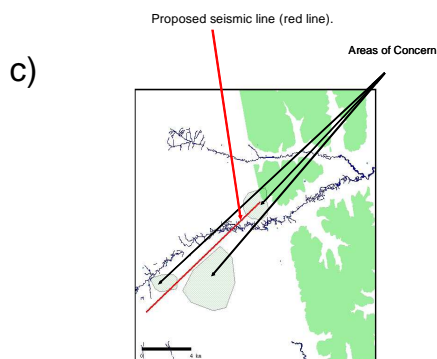 Proposed seismic line (red line).
Areas of Concern
c)
0 4 km